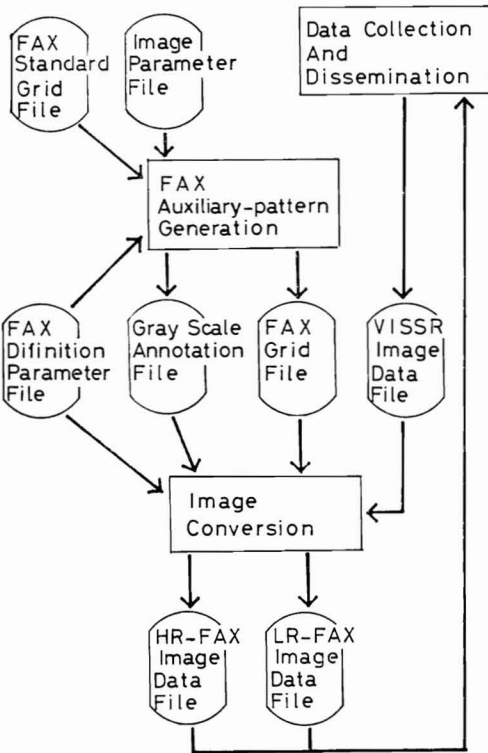 FAX
Standard
Grid
File
Image
Parameter
File
Data Collection
And
Dissemination
FAX
Auxiliary-pattern
Generation
FAX
Difinition
Parameter
File
Gray Scale
Annotation
File
FAX
Grid
File
VISSR
Image
Data
File
Image
Conversion
HR-FAX
Image
Data
File
LR-FAX
Image
Data
File